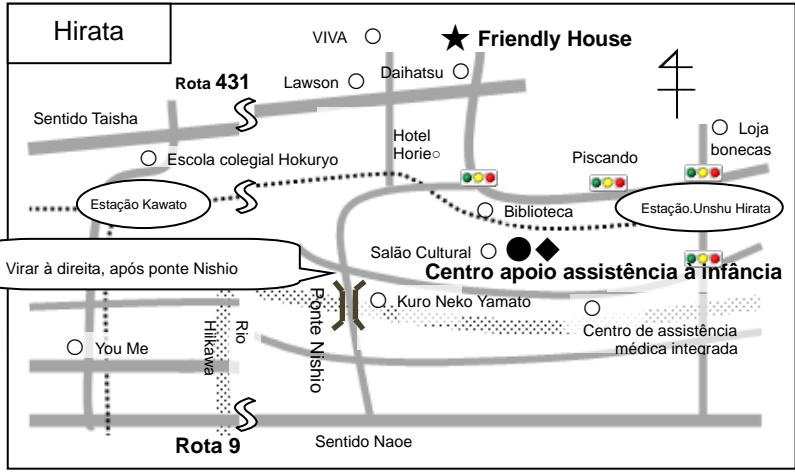 Hirata
VIVA
Friendly House
Rota 431
Lawson
Daihatsu
Sentido Taisha
Hotel
Horie
Loja
bonecas
Escola colegial Hokuryo
Piscando
Estação Kawato
Biblioteca
Estação.Unshu Hirata
Salão Cultural
Centro apoio assistência à infância
Virar à direita, após ponte Nishio
Kuro Neko Yamato
Ponte Nishio
Rio
Hiikawa
Centro de assistência
médica integrada
You Me
Rota 9
Sentido Naoe